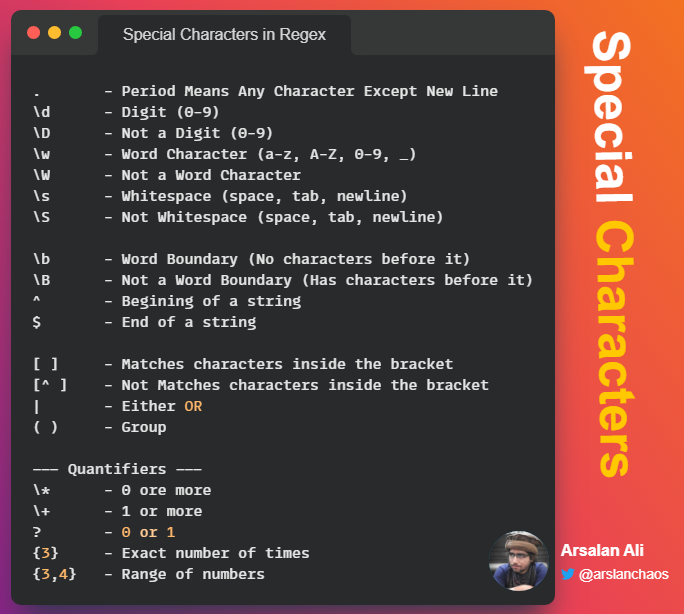 Special Characters in Regex
. – Period Means Any Character Except New Line
\d – Digit (0-9)
\D – Not a Digit (0-9)
\w – Word Character (a-z, A-Z, 0-9, _)
\W – Not a Word Character
\s – Whitespace (space, tab, newline)
\S – Not Whitespace (space, tab, newline)
\b – Word Boundary (No characters before it)
\B – Not a Word Boundary (Has characters before it)
^ – Begining of a string
$ – End of a string
[ ] – Matches characters inside the bracket
[^ ] – Not Matches characters inside the bracket
| – Either OR
( ) – Group
––– Quantifiers –––
\* – 0 ore more
\+ – 1 or more
? – 0 or 1
{3} – Exact number of times
{3,4} – Range of numbers
Special Characters
Arsalan Ali
@arslanchaos